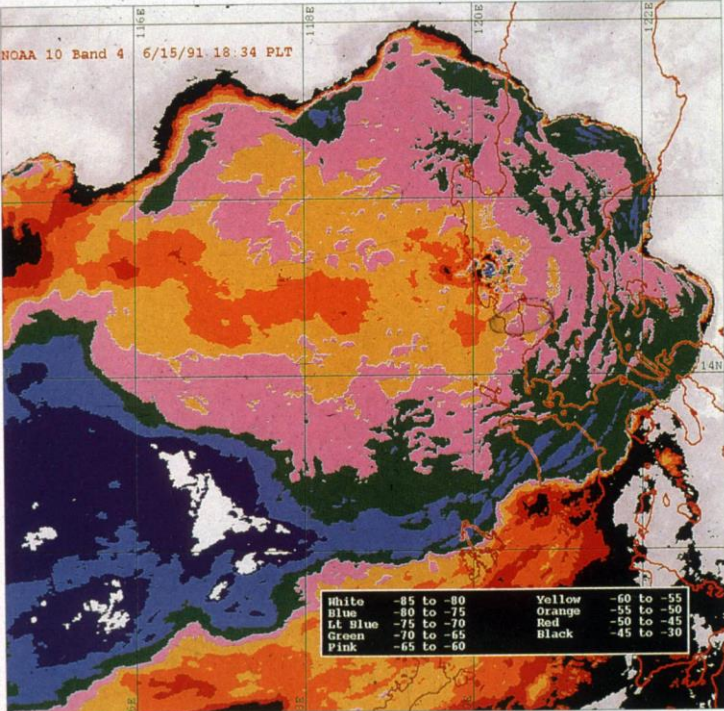 116E
118E
120E
122E
NOAA 10 Band 4 6/15/91 18:34 PLT
14N
White -85 to -80
Blue -80 to -75
Lt Blue -75 to -70
Green -70 to -65
Pink -65 to -60
Yellow -60 to -55
Orange -55 to -50
Red -50 to -45
Black -45 to -30